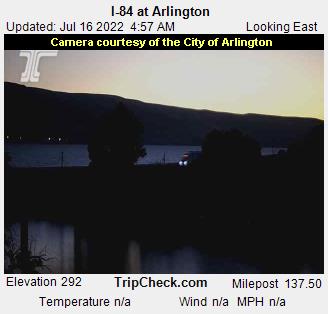 I-84 at Arlington
Updated: Jul 16 2022 4:57 AM Looking East
Camera courtesy of the City of Arlington
Elevation 292 TripCheck.com Milepost 137.50
Temperature n/a Wind n/a MPH n/a